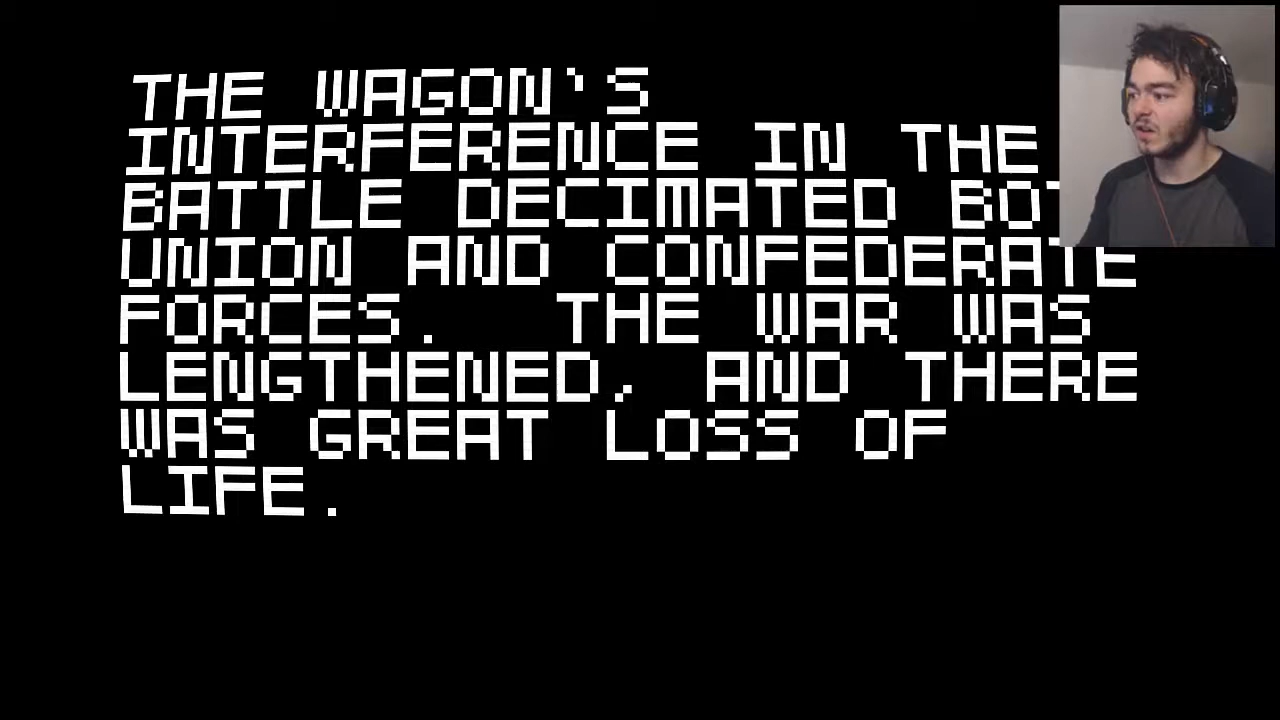 THE WAGON'S
INTERFERENCE IN THE
BATTLE DECIMATED
UNION AND CONFEDERATE
FORCES. THE WAR WAS
LENGTHENED, AND THERE
WAS GREAT LOSS OF
LIFE.